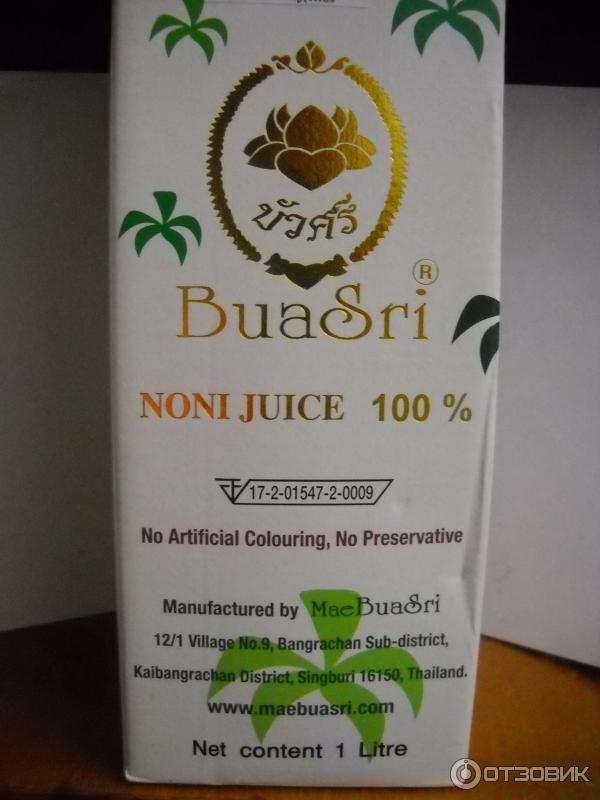 บัวศรี
BuaSri®
NONI JUICE 100 %
17-2-01547-2-0009
No Artificial Colouring, No Preservative
Manufactured by MaeBuaSri
12/1 Village No.9, Bangrachan Sub-district,
Kaibangrachan District, Singburi 16150, Thailand.
www.maebuasri.com
Net content 1 Litre
ОТЗОВИК